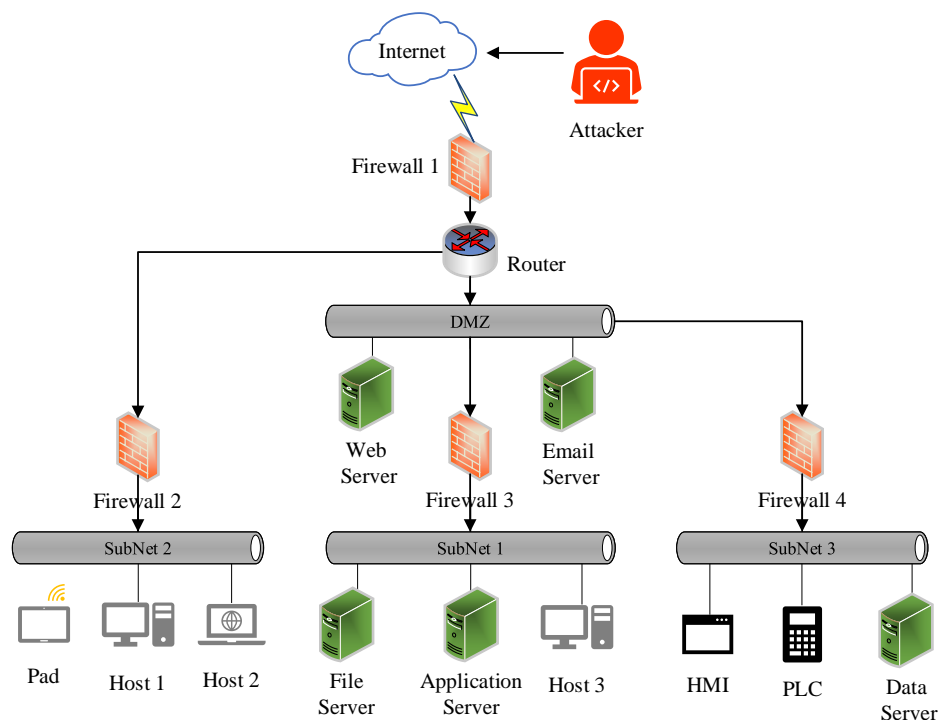 Internet
</>
Attacker
Firewall 1
Router
DMZ
Web
Server
Email
Server
Firewall 2
Firewall 3
Firewall 4
SubNet 2
SubNet 1
SubNet 3
Pad
Host 1
Host 2
File
Server
Application
Server
Host 3
HMI
PLC
Data
Server